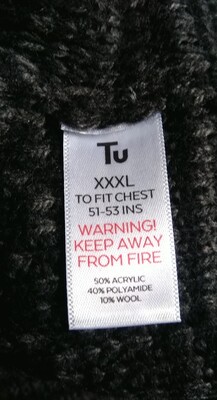 Tu
XXXL
TO FIT CHEST
51-53 INS
WARNING!
KEEP AWAY
FROM FIRE
50% ACRYLIC
40% POLYAMIDE
10% WOOL